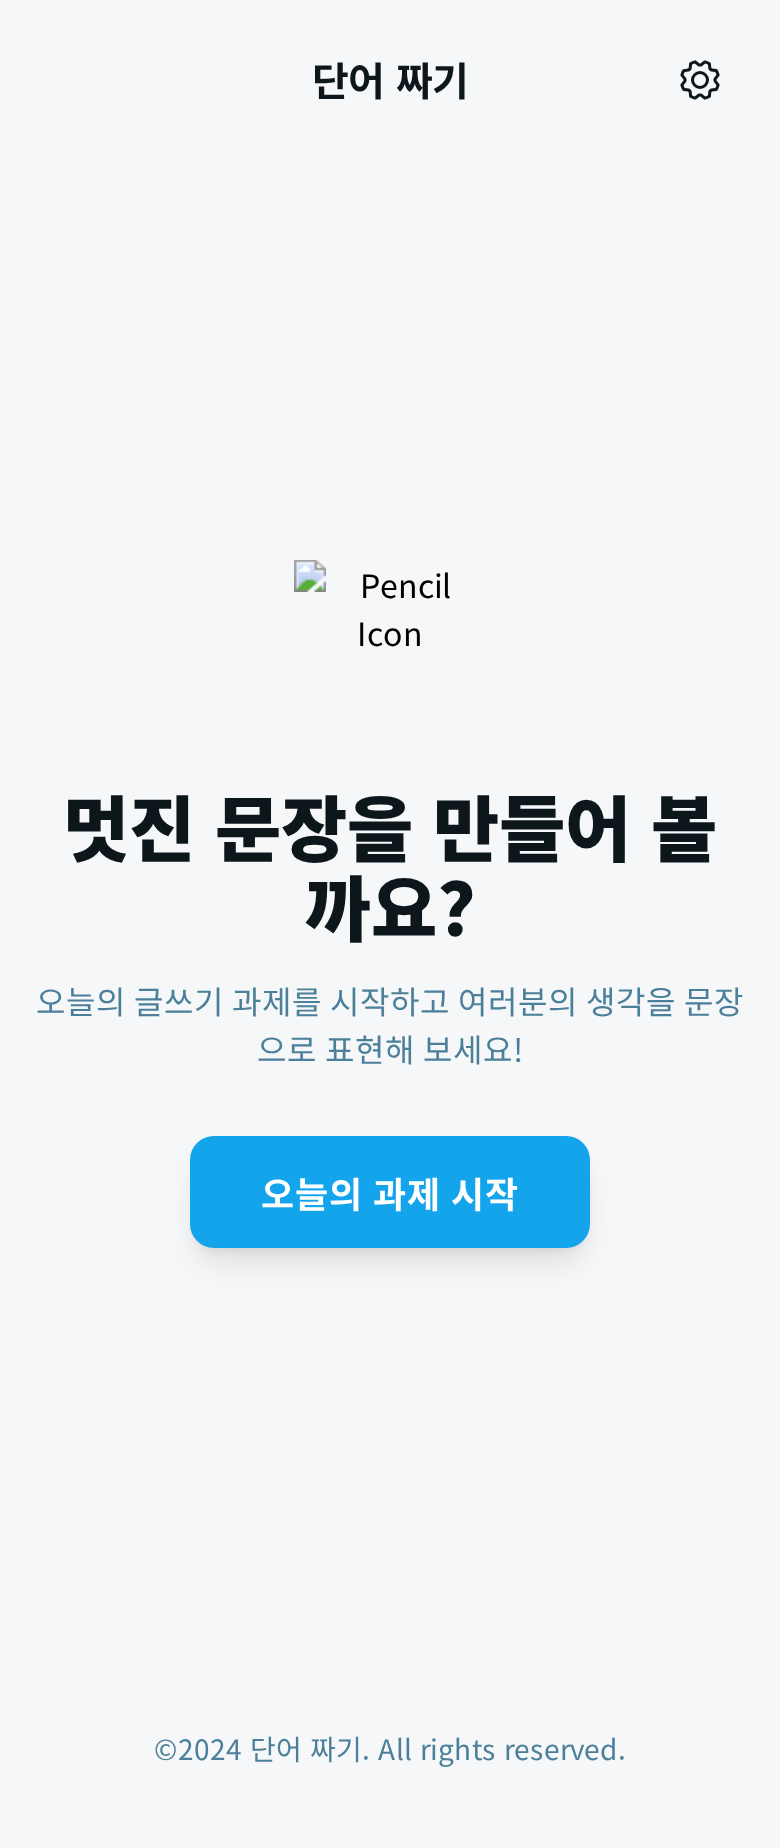 단어 짜기
Pencil
Icon
멋진 문장을 만들어 볼
까요?
오늘의 글쓰기 과제를 시작하고 여러분의 생각을 문장
으로 표현해 보세요!
오늘의 과제 시작
©2024 단어 짜기. All rights reserved.